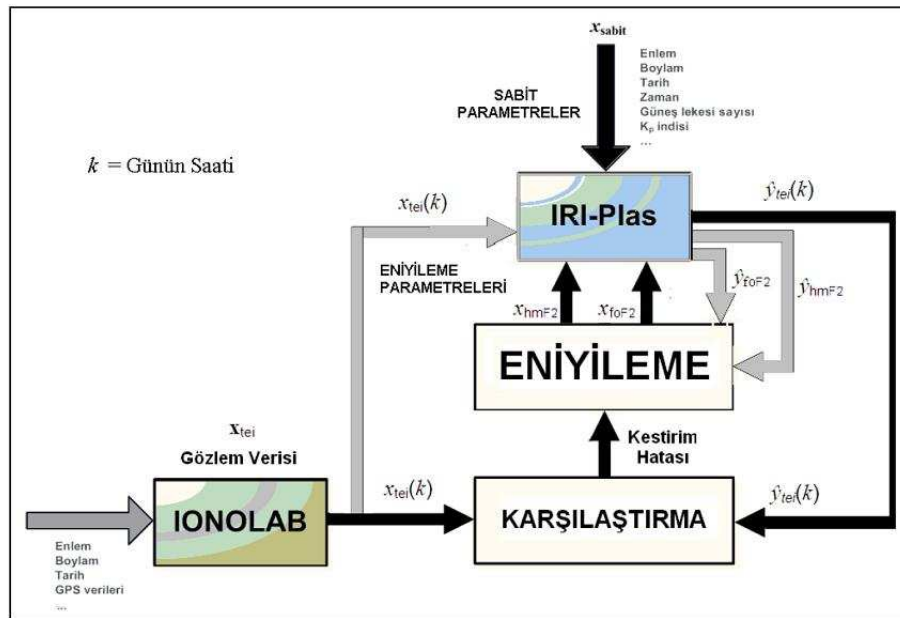 x_sabit
Enlem
Boylam
Tarih
Zaman
Güneş lekesi sayısı
K_p indisi
...
SABİT
PARAMETRELER
k = Günün Saati
x_tei(k)
IRI-Plas
ŷ_tei(k)
ENİYİLEME
PARAMETRELERİ
ŷ_foF2
ŷ_hmF2
x_hmF2
x_foF2
ENİYİLEME
x_tei
Gözlem Verisi
Kestirim
Hatası
IONOLAB
x_tei(k)
KARŞILAŞTIRMA
ŷ_tei(k)
Enlem
Boylam
Tarih
GPS verileri
...